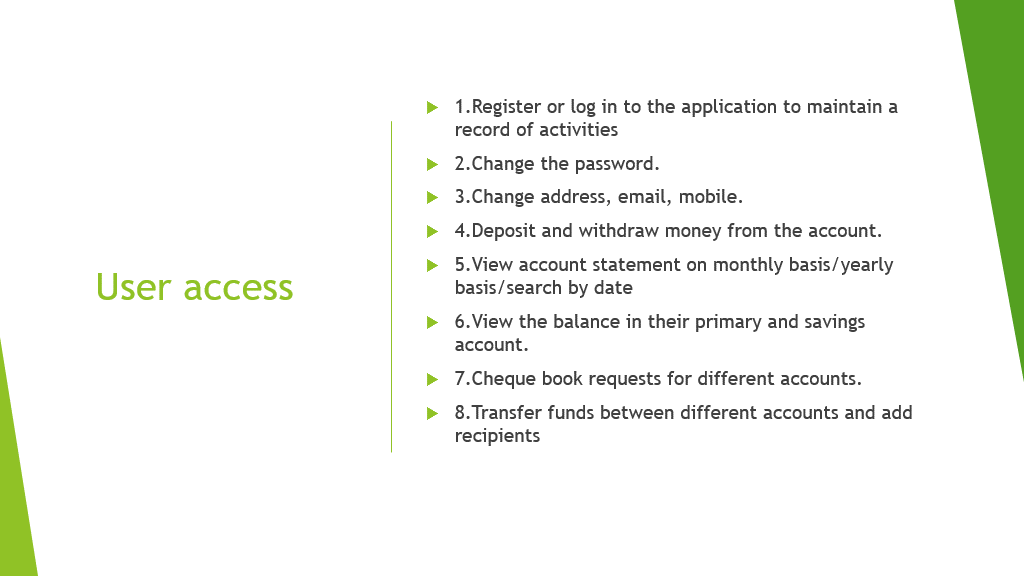 User access
1.Register or log in to the application to maintain a
record of activities
2.Change the password.
3.Change address, email, mobile.
4.Deposit and withdraw money from the account.
5.View account statement on monthly basis/yearly
basis/search by date
6.View the balance in their primary and savings
account.
7.Cheque book requests for different accounts.
8.Transfer funds between different accounts and add
recipients